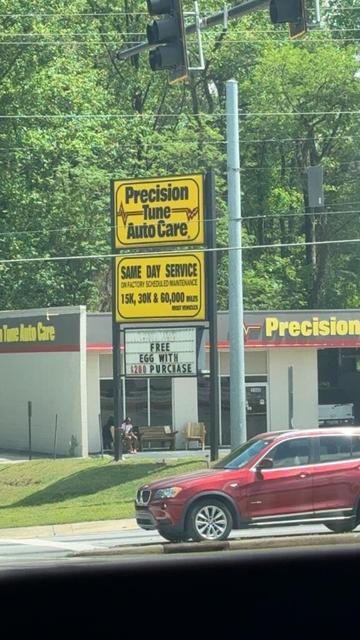 Precision
Tune
Auto Care
SAME DAY SERVICE
ON FACTORY SCHEDULED MAINTENANCE
15K, 30K & 60,000 MILES
MOST VEHICLES
FREE
EGG WITH
$200 PURCHASE
Tune Auto Care
Precision